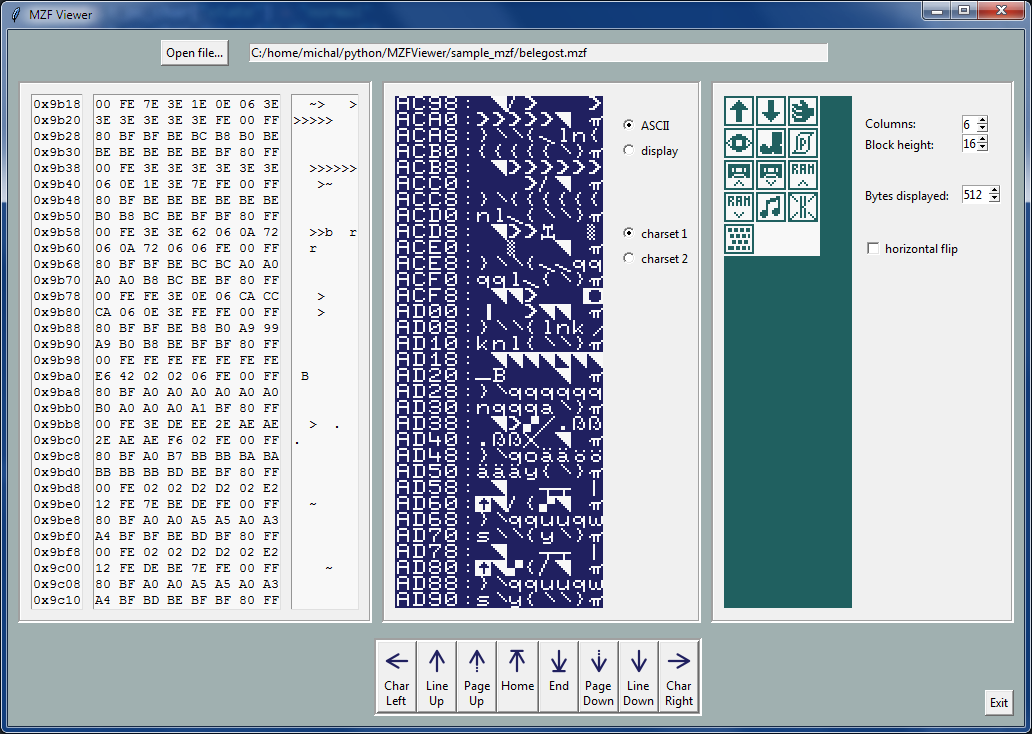 MZF Viewer
Open file...
C:/home/michal/python/MZFViewer/sample_mzf/belegost.mzf
0x9b18 00 FE 7E 3E 1E 0E 06 3E ~> >
0x9b20 3E 3E 3E 3E 3E FE 00 FF >>>>>
0x9b28 80 BF BF BE BC B8 B0 BE
0x9b30 BE BE BE BE BE BF 80 FF
0x9b38 00 FE 3E 3E 3E 3E 3E 3E >>>>>>
0x9b40 06 0E 1E 3E 7E FE 00 FF >~
0x9b48 80 BF BE BE BE BE BE BE
0x9b50 B0 B8 BC BE BF BF 80 FF
0x9b58 00 FE 3E 3E 62 06 0A 72 >>b r
0x9b60 06 0A 72 06 06 FE 00 FF r
0x9b68 80 BF BF BE BC BC A0 A0
0x9b70 A0 A0 B8 BC BE BF 80 FF
0x9b78 00 FE FE 3E 0E 06 CA CC >
0x9b80 CA 06 0E 3E FE FE 00 FF >
0x9b88 80 BF BF BE B8 B0 A9 99
0x9b90 A9 B0 B8 BE BF BF 80 FF
0x9b98 00 FE FE FE FE FE FE FE
0x9ba0 E6 42 02 02 06 FE 00 FF B
0x9ba8 80 BF A0 A0 A0 A0 A0 A0
0x9bb0 B0 A0 A0 A0 A1 BF 80 FF
0x9bb8 00 FE 3E DE EE 2E AE AE > .
0x9bc0 2E AE AE F6 02 FE 00 FF .
0x9bc8 80 BF A0 B7 BB BB BA BA
0x9bd0 BB BB BB BD BE BF 80 FF
0x9bd8 00 FE 02 02 D2 D2 02 E2
0x9be0 12 FE 7E BE DE FE 00 FF ~
0x9be8 80 BF A0 A0 A5 A5 A0 A3
0x9bf0 A4 BF BF BE BD BF 80 FF
0x9bf8 00 FE 02 02 D2 D2 02 E2
0x9c00 12 FE DE BE 7E FE 00 FF ~
0x9c08 80 BF A0 A0 A5 A5 A0 A3
0x9c10 A4 BF BD BE BF BF 80 FF
AC98:
ACA0:>>>>>
ACA8:
ACB0:
ACB8:>>>>>>
ACC0:
ACC8:
ACD0:
ACD8:
ACE0:
ACE8:
ACF0:
ACF8:
AD00:
AD08:
AD10:
AD18:
AD20:
AD28:
AD30:
AD38:
AD40:
AD48:
AD50:
AD58:
AD60:
AD68:
AD70:
AD78:
AD80:
AD88:
AD90:
ASCII
display
charset 1
charset 2
RAM
RAM
Columns: 6
Block height: 16
Bytes displayed: 512
horizontal flip
Char Left
Line Up
Page Up
Home
End
Page Down
Line Down
Char Right
Exit